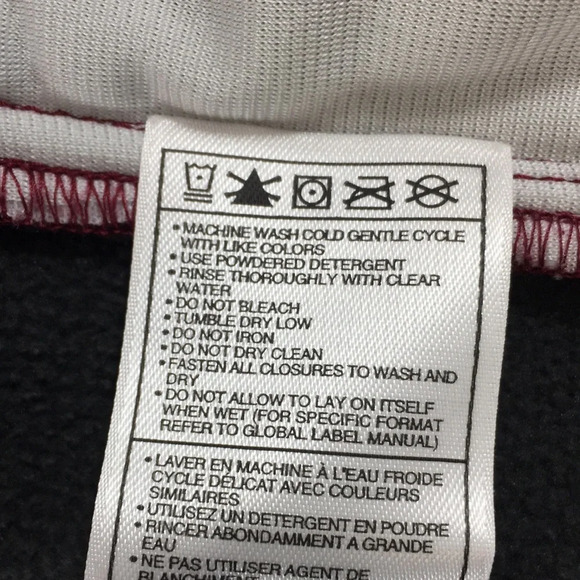 • MACHINE WASH COLD GENTLE CYCLE
WITH LIKE COLORS
• USE POWDERED DETERGENT
• RINSE THOROUGHLY WITH CLEAR
WATER
• DO NOT BLEACH
• TUMBLE DRY LOW
• DO NOT IRON
• DO NOT DRY CLEAN
• FASTEN ALL CLOSURES TO WASH AND
DRY
• DO NOT ALLOW TO LAY ON ITSELF
WHEN WET (FOR SPECIFIC FORMAT
REFER TO GLOBAL LABEL MANUAL)
• LAVER EN MACHINE À L'EAU FROIDE
CYCLE DÉLICAT AVEC COULEURS
SIMILAIRES
• UTILISEZ UN DETERGENT EN POUDRE
• RINCER ABONDAMMENT A GRANDE
EAU
• NE PAS UTILISER AGENT DE
BLANCHIMENT